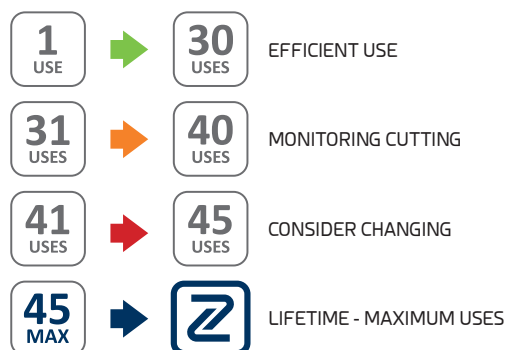 1 USE 30 USES EFFICIENT USE
31 USES 40 USES MONITORING CUTTING
41 USES 45 USES CONSIDER CHANGING
45 MAX Z LIFETIME - MAXIMUM USES